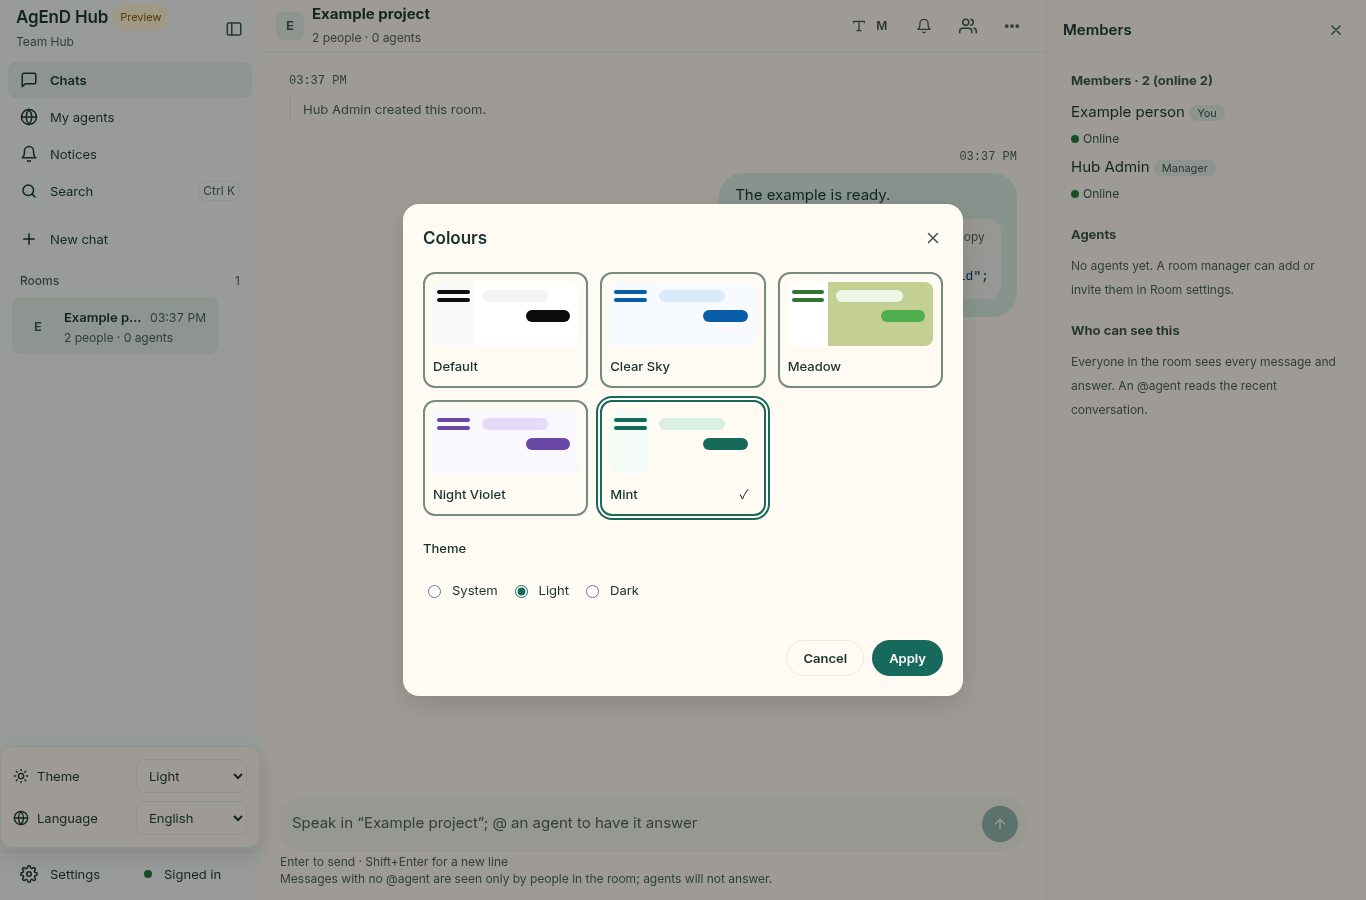 AgEnD Hub Preview
Team Hub
Chats
My agents
Notices
Search Ctrl K
New chat
Rooms 1
E Example p... 03:37 PM
2 people · 0 agents
Theme Light
Language English
Settings Signed in
E Example project
2 people · 0 agents
T M
03:37 PM
Hub Admin created this room.
03:37 PM
The example is ready.
Colours
Default
Clear Sky
Meadow
Night Violet
Mint ✓
Theme
System Light Dark
Cancel Apply
Speak in “Example project”; @ an agent to have it answer
Enter to send · Shift+Enter for a new line
Messages with no @agent are seen only by people in the room; agents will not answer.
Members
Members · 2 (online 2)
Example person You
Online
Hub Admin Manager
Online
Agents
No agents yet. A room manager can add or
invite them in Room settings.
Who can see this
Everyone in the room sees every message and
answer. An @agent reads the recent
conversation.